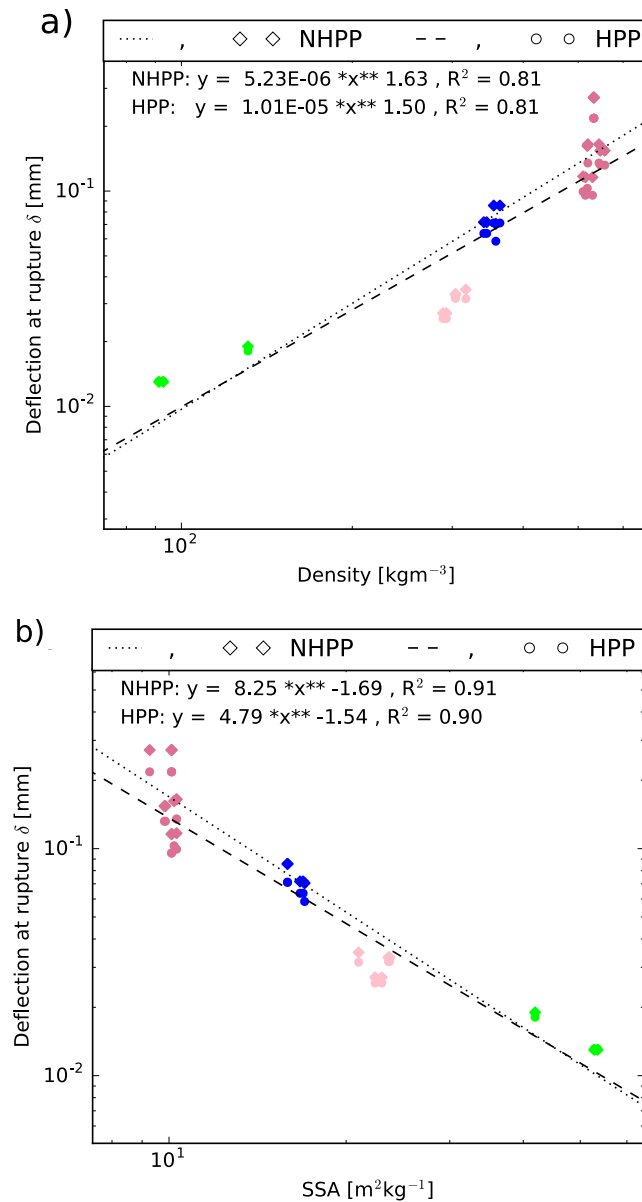 a)
, NHPP , HPP
NHPP: y = 5.23E-06 *x** 1.63 , R² = 0.81
HPP: y = 1.01E-05 *x** 1.50 , R² = 0.81
10⁻¹
10⁻²
Deflection at rupture δ [mm]
10²
Density [kgm⁻³]
b)
, NHPP , HPP
NHPP: y = 8.25 *x** -1.69 , R² = 0.91
HPP: y = 4.79 *x** -1.54 , R² = 0.90
10⁻¹
10⁻²
Deflection at rupture δ [mm]
10¹
SSA [m²kg⁻¹]